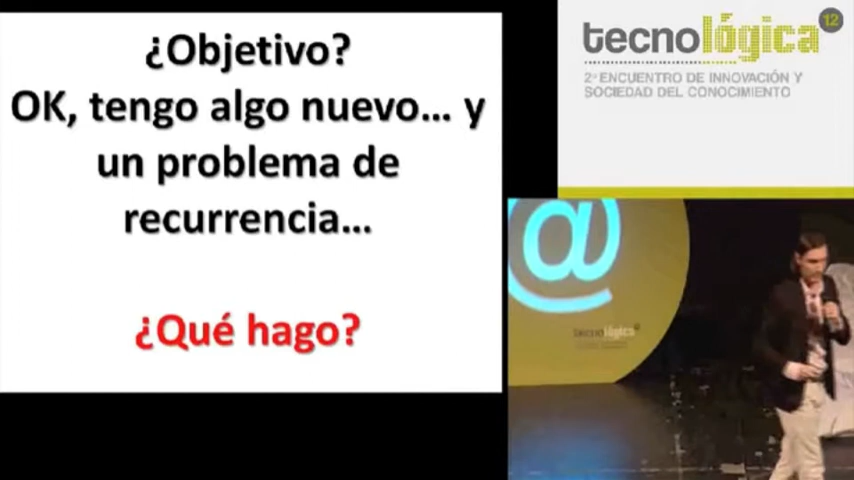 ¿Objetivo?
OK, tengo algo nuevo... y
un problema de
recurrencia...
¿Qué hago?
tecnológica 12
2º ENCUENTRO DE INNOVACIÓN Y
SOCIEDAD DEL CONOCIMIENTO
@
tecnológica